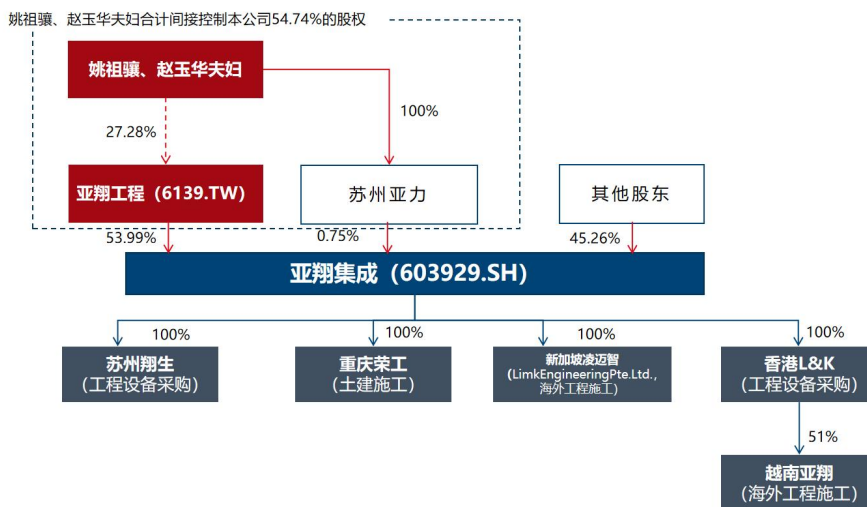 姚祖骧、赵玉华夫妇合计间接控制本公司54.74%的股权
姚祖骧、赵玉华夫妇
100%
27.28%
亚翔工程（6139.TW）
苏州亚力
其他股东
53.99%
0.75%
45.26%
亚翔集成（603929.SH）
100%
100%
100%
100%
苏州翔生
（工程设备采购）
重庆荣工
（土建施工）
新加坡凌迈智
（LimkEngineeringPte.Ltd.，
海外工程施工）
香港L&K
（工程设备采购）
51%
越南亚翔
（海外工程施工）